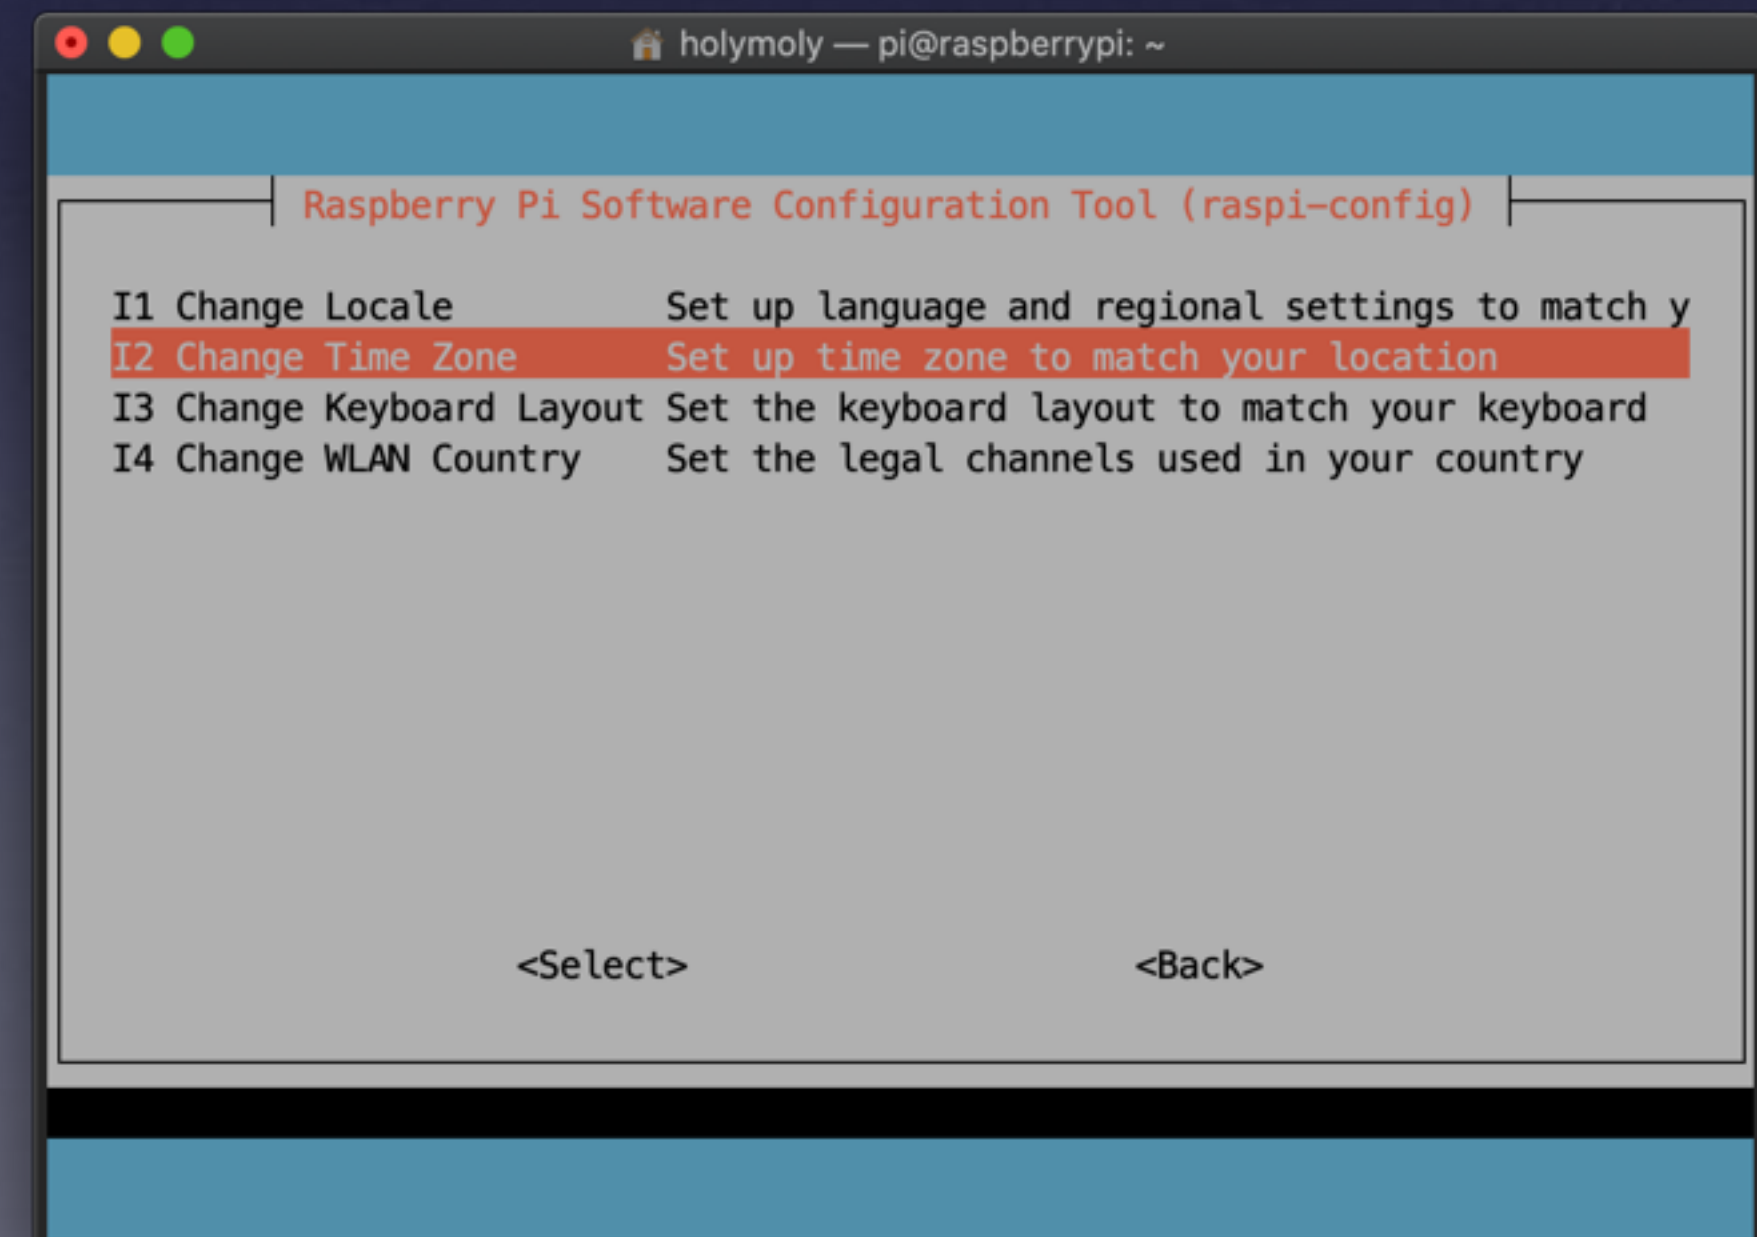 holymoly — pi@raspberrypi: ~
Raspberry Pi Software Configuration Tool (raspi-config)
I1 Change Locale Set up language and regional settings to match y
I2 Change Time Zone Set up time zone to match your location
I3 Change Keyboard Layout Set the keyboard layout to match your keyboard
I4 Change WLAN Country Set the legal channels used in your country
<Select> <Back>